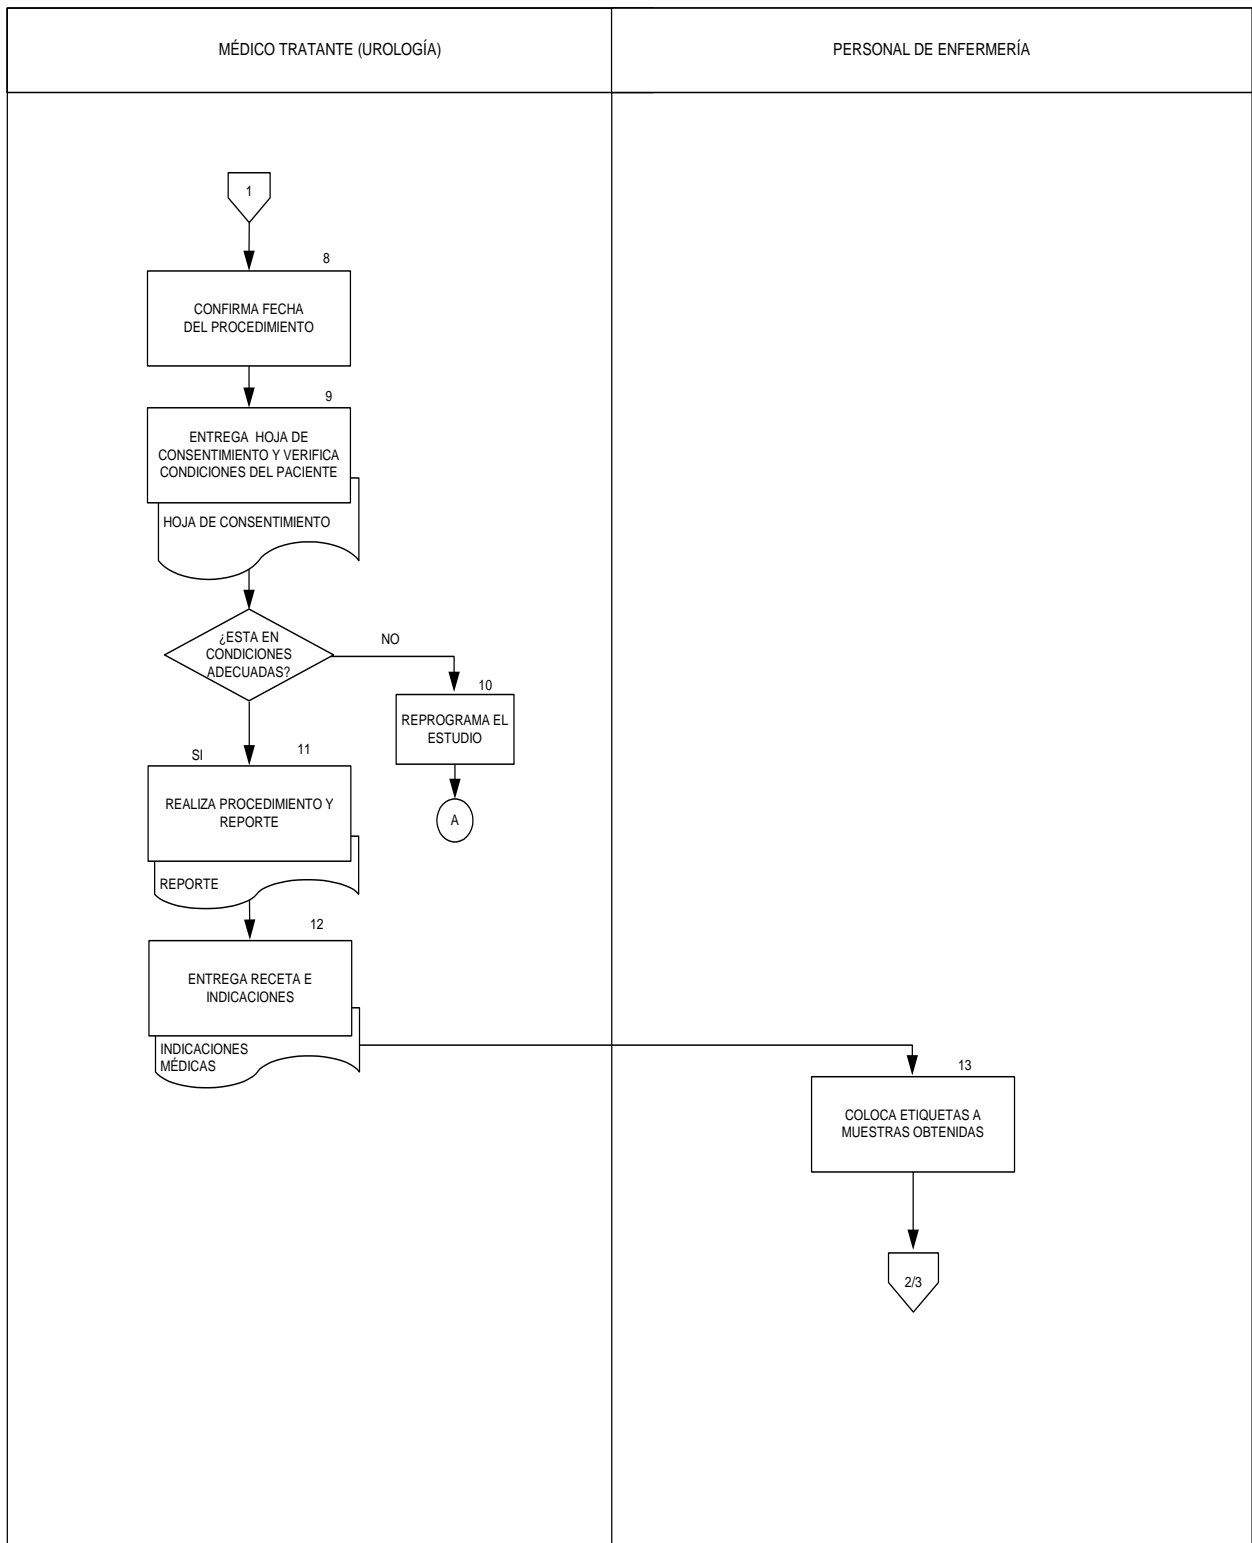 MÉDICO TRATANTE (UROLOGÍA)
PERSONAL DE ENFERMERÍA
1
8
CONFIRMA FECHA
DEL PROCEDIMIENTO
9
ENTREGA HOJA DE
CONSENTIMIENTO Y VERIFICA
CONDICIONES DEL PACIENTE
HOJA DE CONSENTIMIENTO
¿ESTA EN
CONDICIONES
ADECUADAS?
NO
10
REPROGRAMA EL
ESTUDIO
A
SI
11
REALIZA PROCEDIMIENTO Y
REPORTE
REPORTE
12
ENTREGA RECETA E
INDICACIONES
INDICACIONES
MÉDICAS
13
COLOCA ETIQUETAS A
MUESTRAS OBTENIDAS
2/3